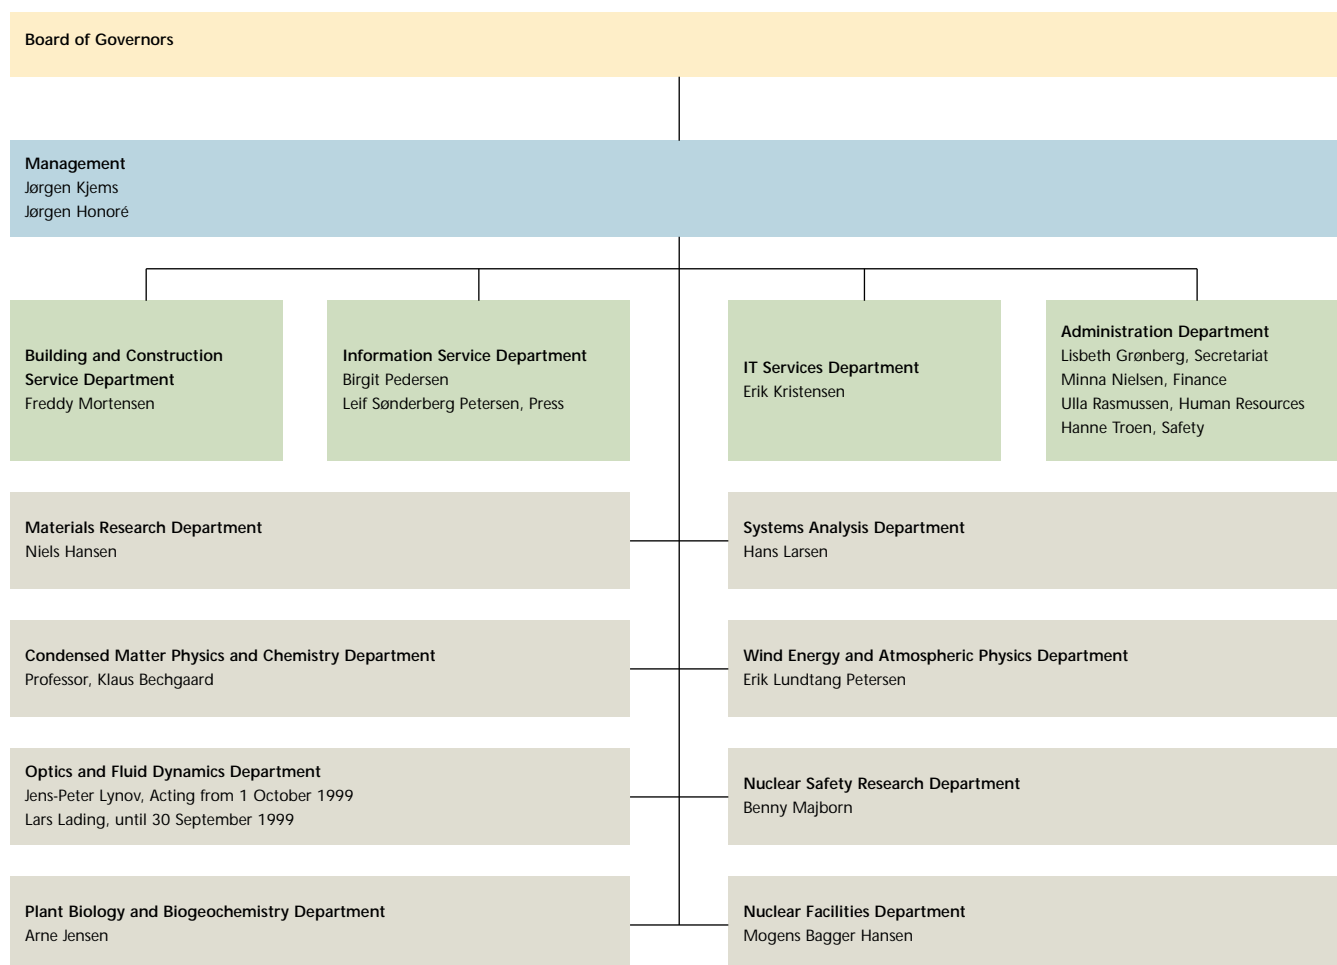 Board of Governors
Management
Jørgen Kjems
Jørgen Honoré
Building and Construction
Service Department
Freddy Mortensen
Information Service Department
Birgit Pedersen
Leif Sønderberg Petersen, Press
IT Services Department
Erik Kristensen
Administration Department
Lisbeth Grønberg, Secretariat
Minna Nielsen, Finance
Ulla Rasmussen, Human Resources
Hanne Troen, Safety
Materials Research Department
Niels Hansen
Systems Analysis Department
Hans Larsen
Condensed Matter Physics and Chemistry Department
Professor, Klaus Bechgaard
Wind Energy and Atmospheric Physics Department
Erik Lundtang Petersen
Optics and Fluid Dynamics Department
Jens-Peter Lynov, Acting from 1 October 1999
Lars Lading, until 30 September 1999
Nuclear Safety Research Department
Benny Majborn
Plant Biology and Biogeochemistry Department
Arne Jensen
Nuclear Facilities Department
Mogens Bagger Hansen